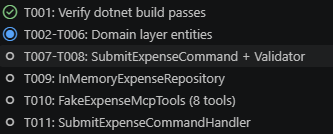 T001: Verify dotnet build passes
T002-T006: Domain layer entities
T007-T008: SubmitExpenseCommand + Validator
T009: InMemoryExpenseRepository
T010: FakeExpenseMcpTools (8 tools)
T011: SubmitExpenseCommandHandler